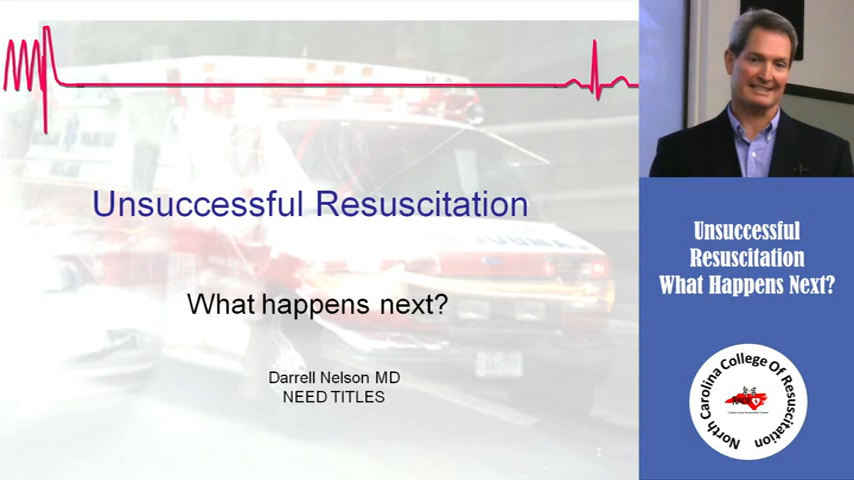 Unsuccessful Resuscitation
What happens next?
Darrell Nelson MD
NEED TITLES
1
Unsuccessful
Resuscitation
What Happens Next?
North Carolina College Of Resuscitation